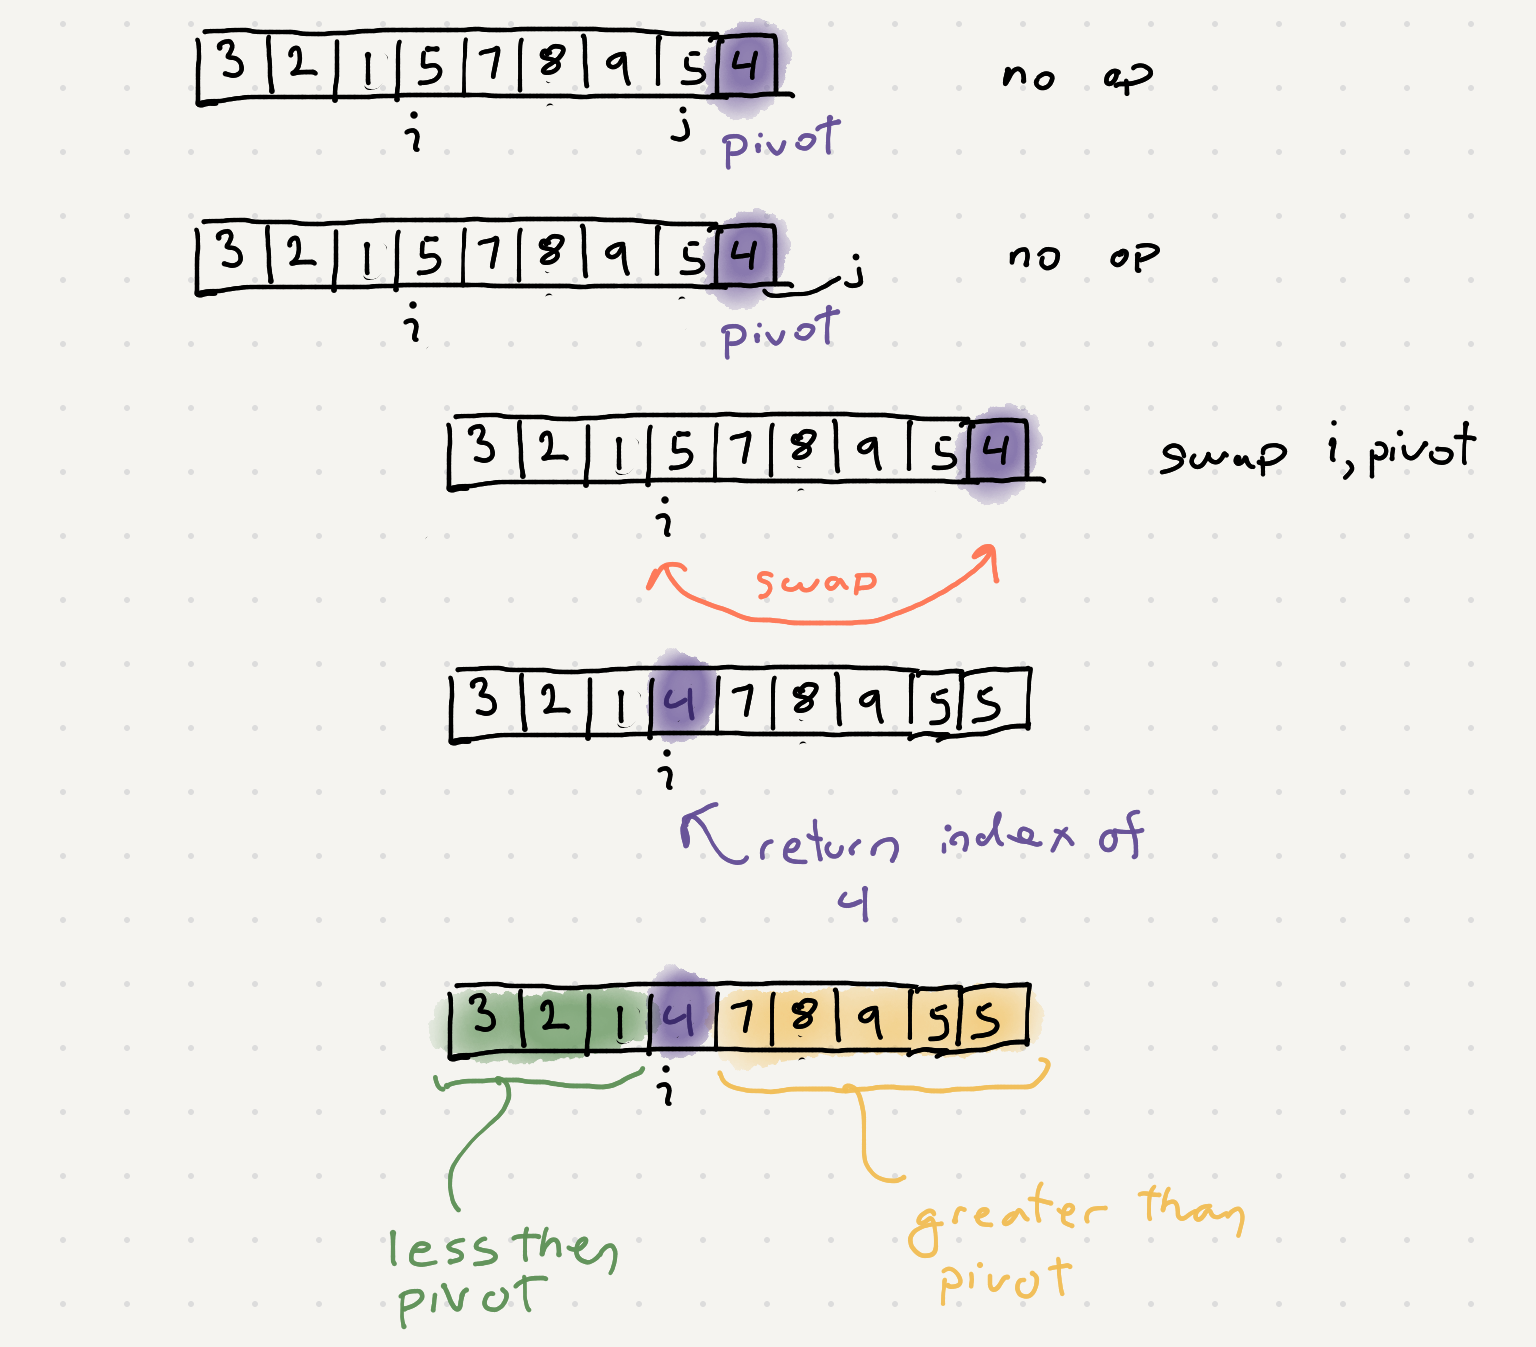 3 2 1 5 7 8 9 5 4 no op
i j pivot
3 2 1 5 7 8 9 5 4 j no op
i pivot
3 2 1 5 7 8 9 5 4 swap i, pivot
i
swap
3 2 1 4 7 8 9 5 5
i
return index of
4
3 2 1 4 7 8 9 5 5
i
less then
pivot
greater than
pivot